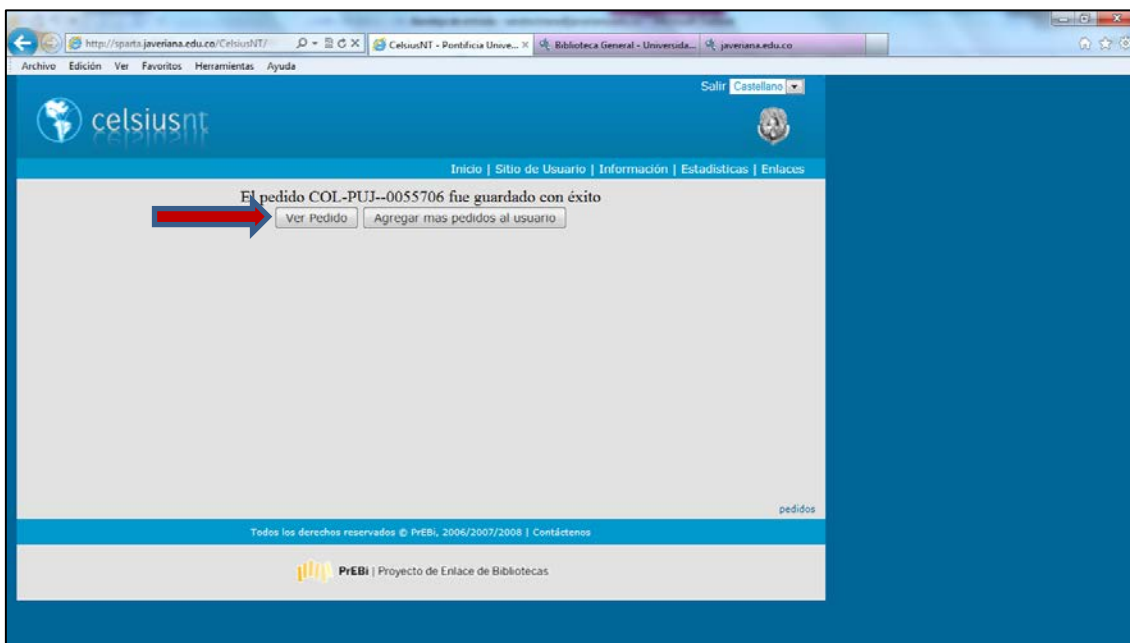 http://sparta.javeriana.edu.co/CelsiusNT/
CelsiusNT - Pontificia Unive...
Biblioteca General - Universida...
javeriana.edu.co
Archivo Edición Ver Favoritos Herramientas Ayuda
Salir Castellano
celsiusnt
Inicio | Sitio de Usuario | Información | Estadísticas | Enlaces
El pedido COL-PUJ--0055706 fue guardado con éxito
Ver Pedido Agregar mas pedidos al usuario
pedidos
Todos los derechos reservados © PrEBi, 2006/2007/2008 | Contáctenos
PrEBi | Proyecto de Enlace de Bibliotecas